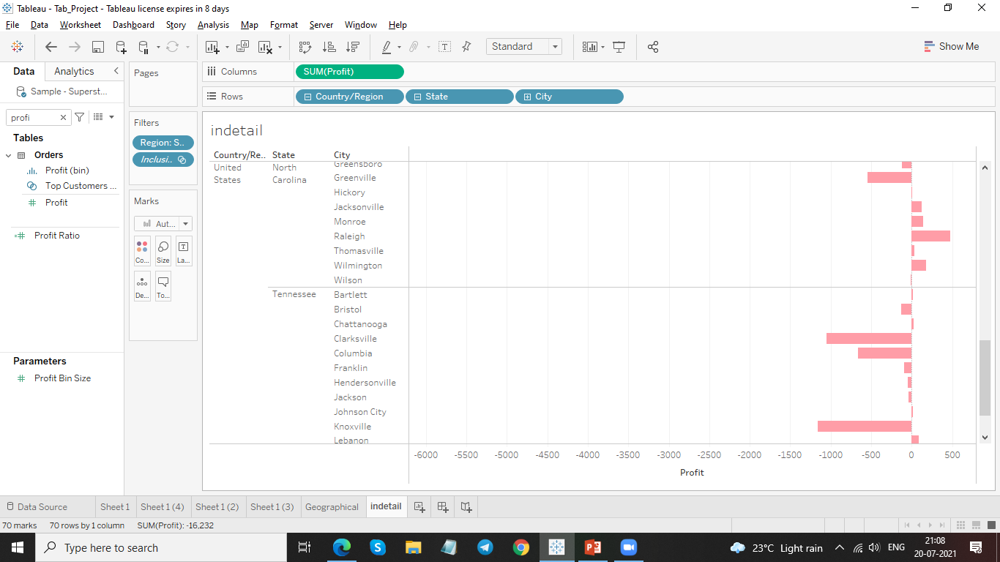 Tableau - Tab_Project - Tableau license expires in 8 days
File Data Worksheet Dashboard Story Analysis Map Format Server Window Help
Standard
Show Me
Data Analytics
Sample - Superst...
profi
Tables
Orders
Profit (bin)
Top Customers ...
Profit
Profit Ratio
Parameters
Profit Bin Size
Pages
Filters
Region: S..
Inclusi..
Marks
Aut...
Co... Size La...
De... To...
Columns SUM(Profit)
Rows Country/Region State City
indetail
Country/Re.. State City
United North Greensboro
States Carolina Greenville
Hickory
Jacksonville
Monroe
Raleigh
Thomasville
Wilmington
Wilson
Tennessee Bartlett
Bristol
Chattanooga
Clarksville
Columbia
Franklin
Hendersonville
Jackson
Johnson City
Knoxville
Lebanon
-6000 -5500 -5000 -4500 -4000 -3500 -3000 -2500 -2000 -1500 -1000 -500 0 500
Profit
Data Source Sheet 1 Sheet 1 (4) Sheet 1 (2) Sheet 1 (3) Geographical indetail
70 marks 70 rows by 1 column SUM(Profit): -16,232
Type here to search
23°C Light rain ENG 21:08
20-07-2021